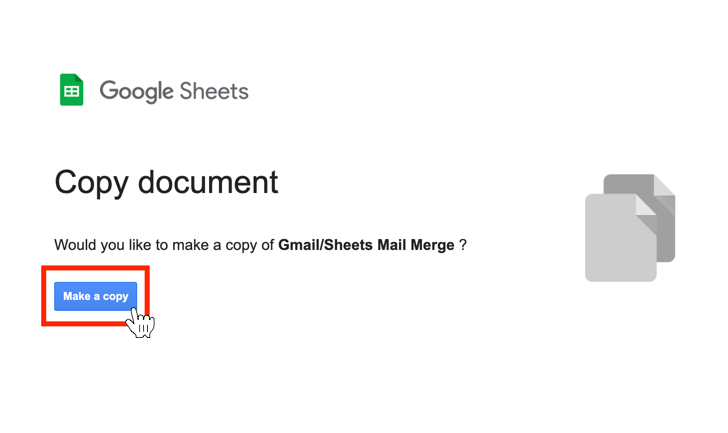 Google Sheets
Copy document
Would you like to make a copy of Gmail/Sheets Mail Merge ?
Make a copy